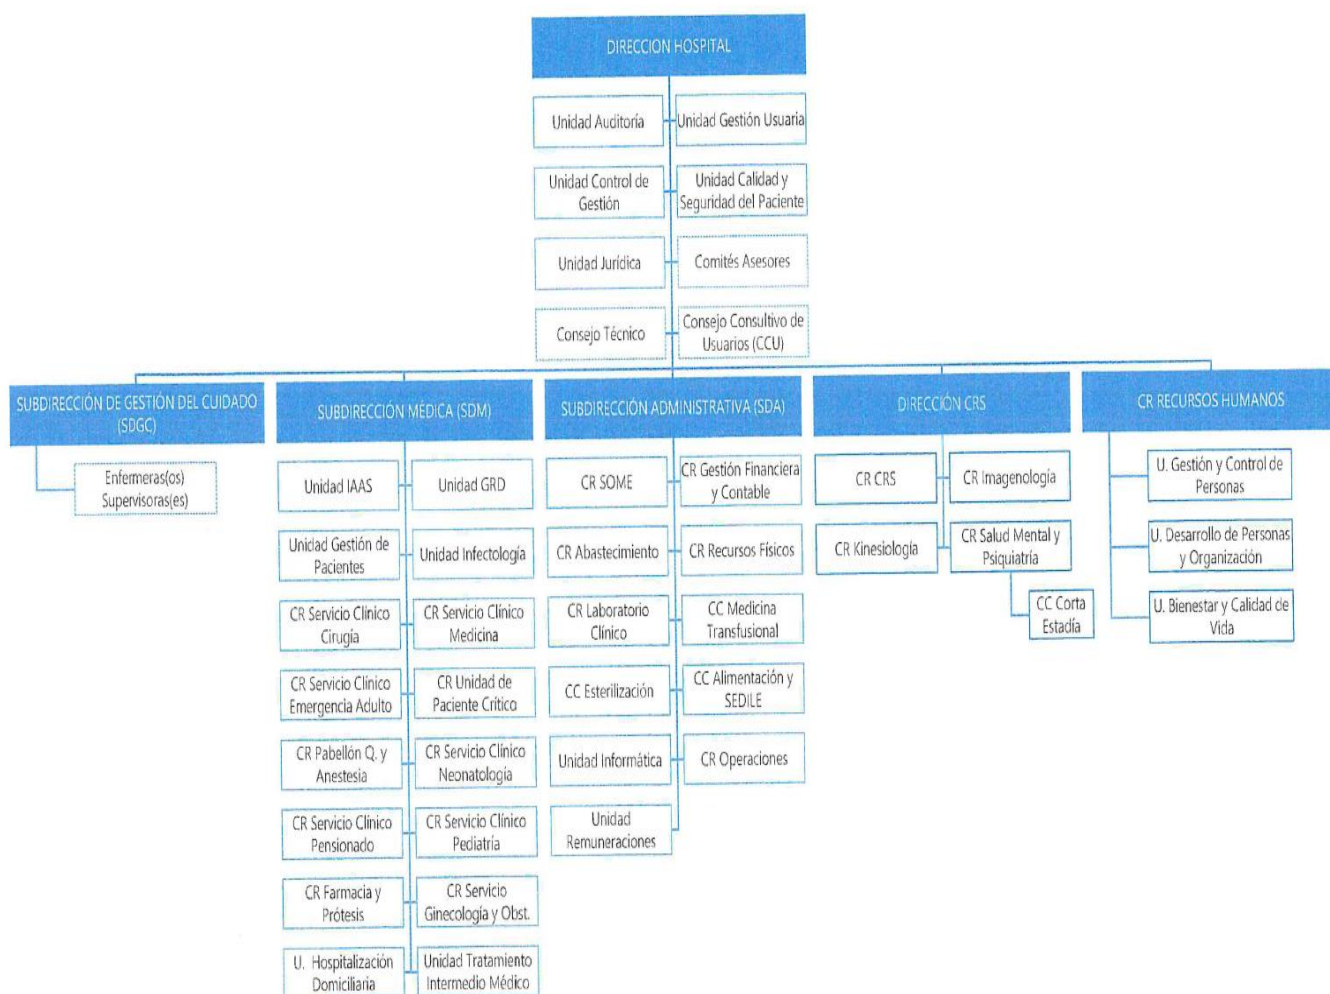 DIRECCION HOSPITAL
Unidad Auditoría
Unidad Gestión Usuaria
Unidad Control de
Gestión
Unidad Calidad y
Seguridad del Paciente
Unidad Jurídica
Comités Asesores
Consejo Técnico
Consejo Consultivo de
Usuarios (CCU)
SUBDIRECCIÓN DE GESTIÓN DEL CUIDADO
(SDGC)
Enfermeras(os)
Supervisoras(es)
SUBDIRECCIÓN MÉDICA (SDM)
Unidad IAAS
Unidad GRD
Unidad Gestión de
Pacientes
Unidad Infectología
CR Servicio Clínico
Cirugía
CR Servicio Clínico
Medicina
CR Servicio Clínico
Emergencia Adulto
CR Unidad de
Paciente Crítico
CR Pabellón Q. y
Anestesia
CR Servicio Clínico
Neonatología
CR Servicio Clínico
Pensionado
CR Servicio Clínico
Pediatría
CR Farmacia y
Prótesis
CR Servicio
Ginecología y Obst.
U. Hospitalización
Domiciliaria
Unidad Tratamiento
Intermedio Médico
SUBDIRECCIÓN ADMINISTRATIVA (SDA)
CR SOME
CR Gestión Financiera
y Contable
CR Abastecimiento
CR Recursos Físicos
CR Laboratorio
Clínico
CC Medicina
Transfusional
CC Esterilización
CC Alimentación y
SEDILE
Unidad Informática
CR Operaciones
Unidad
Remuneraciones
DIRECCIÓN CRS
CR CRS
CR Imagenología
CR Kinesiología
CR Salud Mental y
Psiquiatría
CC Corta
Estadía
CR RECURSOS HUMANOS
U. Gestión y Control de
Personas
U. Desarrollo de Personas
y Organización
U. Bienestar y Calidad de
Vida